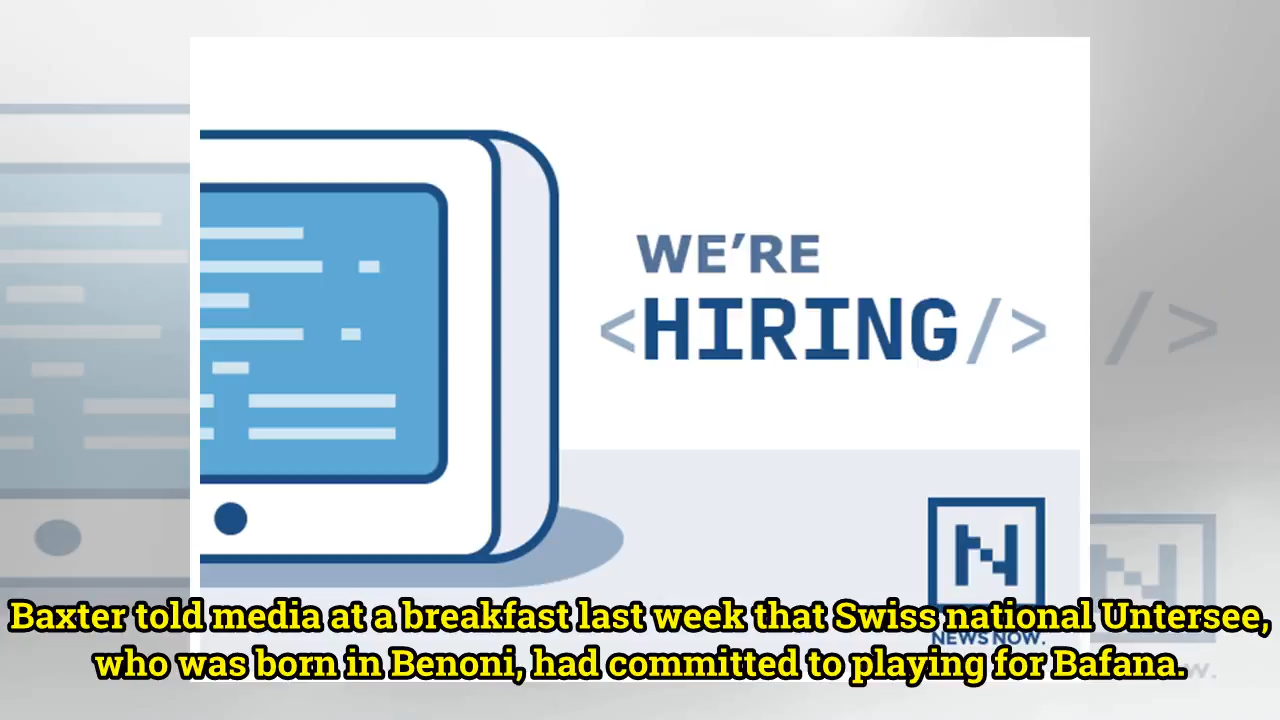 WE'RE
<HIRING/>
N
NEWS NOW.
Baxter told media at a breakfast last week that Swiss national Untersee,
who was born in Benoni, had committed to playing for Bafana.